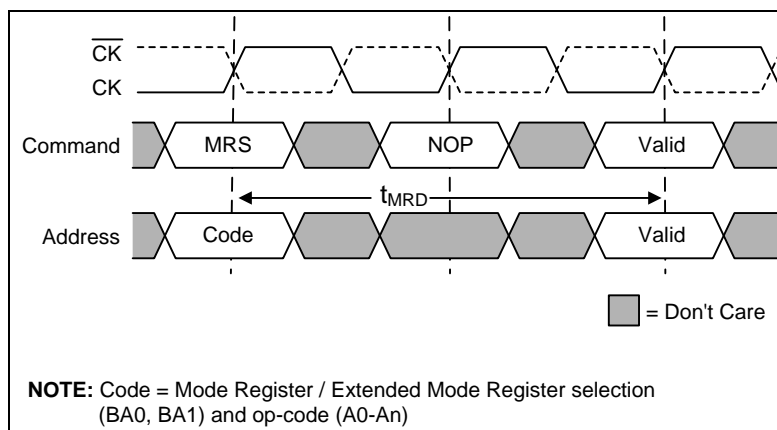 C̅K̅
CK
Command
MRS
NOP
Valid
tMRD
Address
Code
Valid
= Don't Care
NOTE: Code = Mode Register / Extended Mode Register selection
(BA0, BA1) and op-code (A0-An)